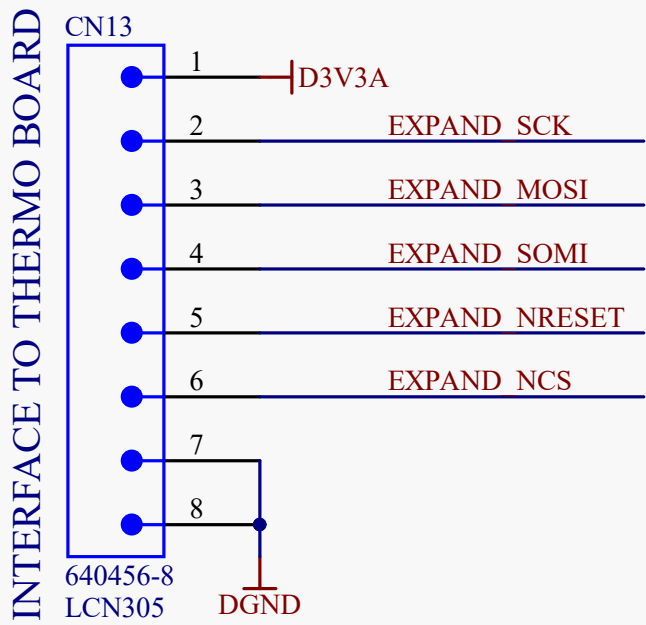 INTERFACE TO THERMO BOARD
CN13
1
D3V3A
2
EXPAND_SCK
3
EXPAND_MOSI
4
EXPAND_SOMI
5
EXPAND_NRESET
6
EXPAND_NCS
7
8
640456-8
LCN305
DGND